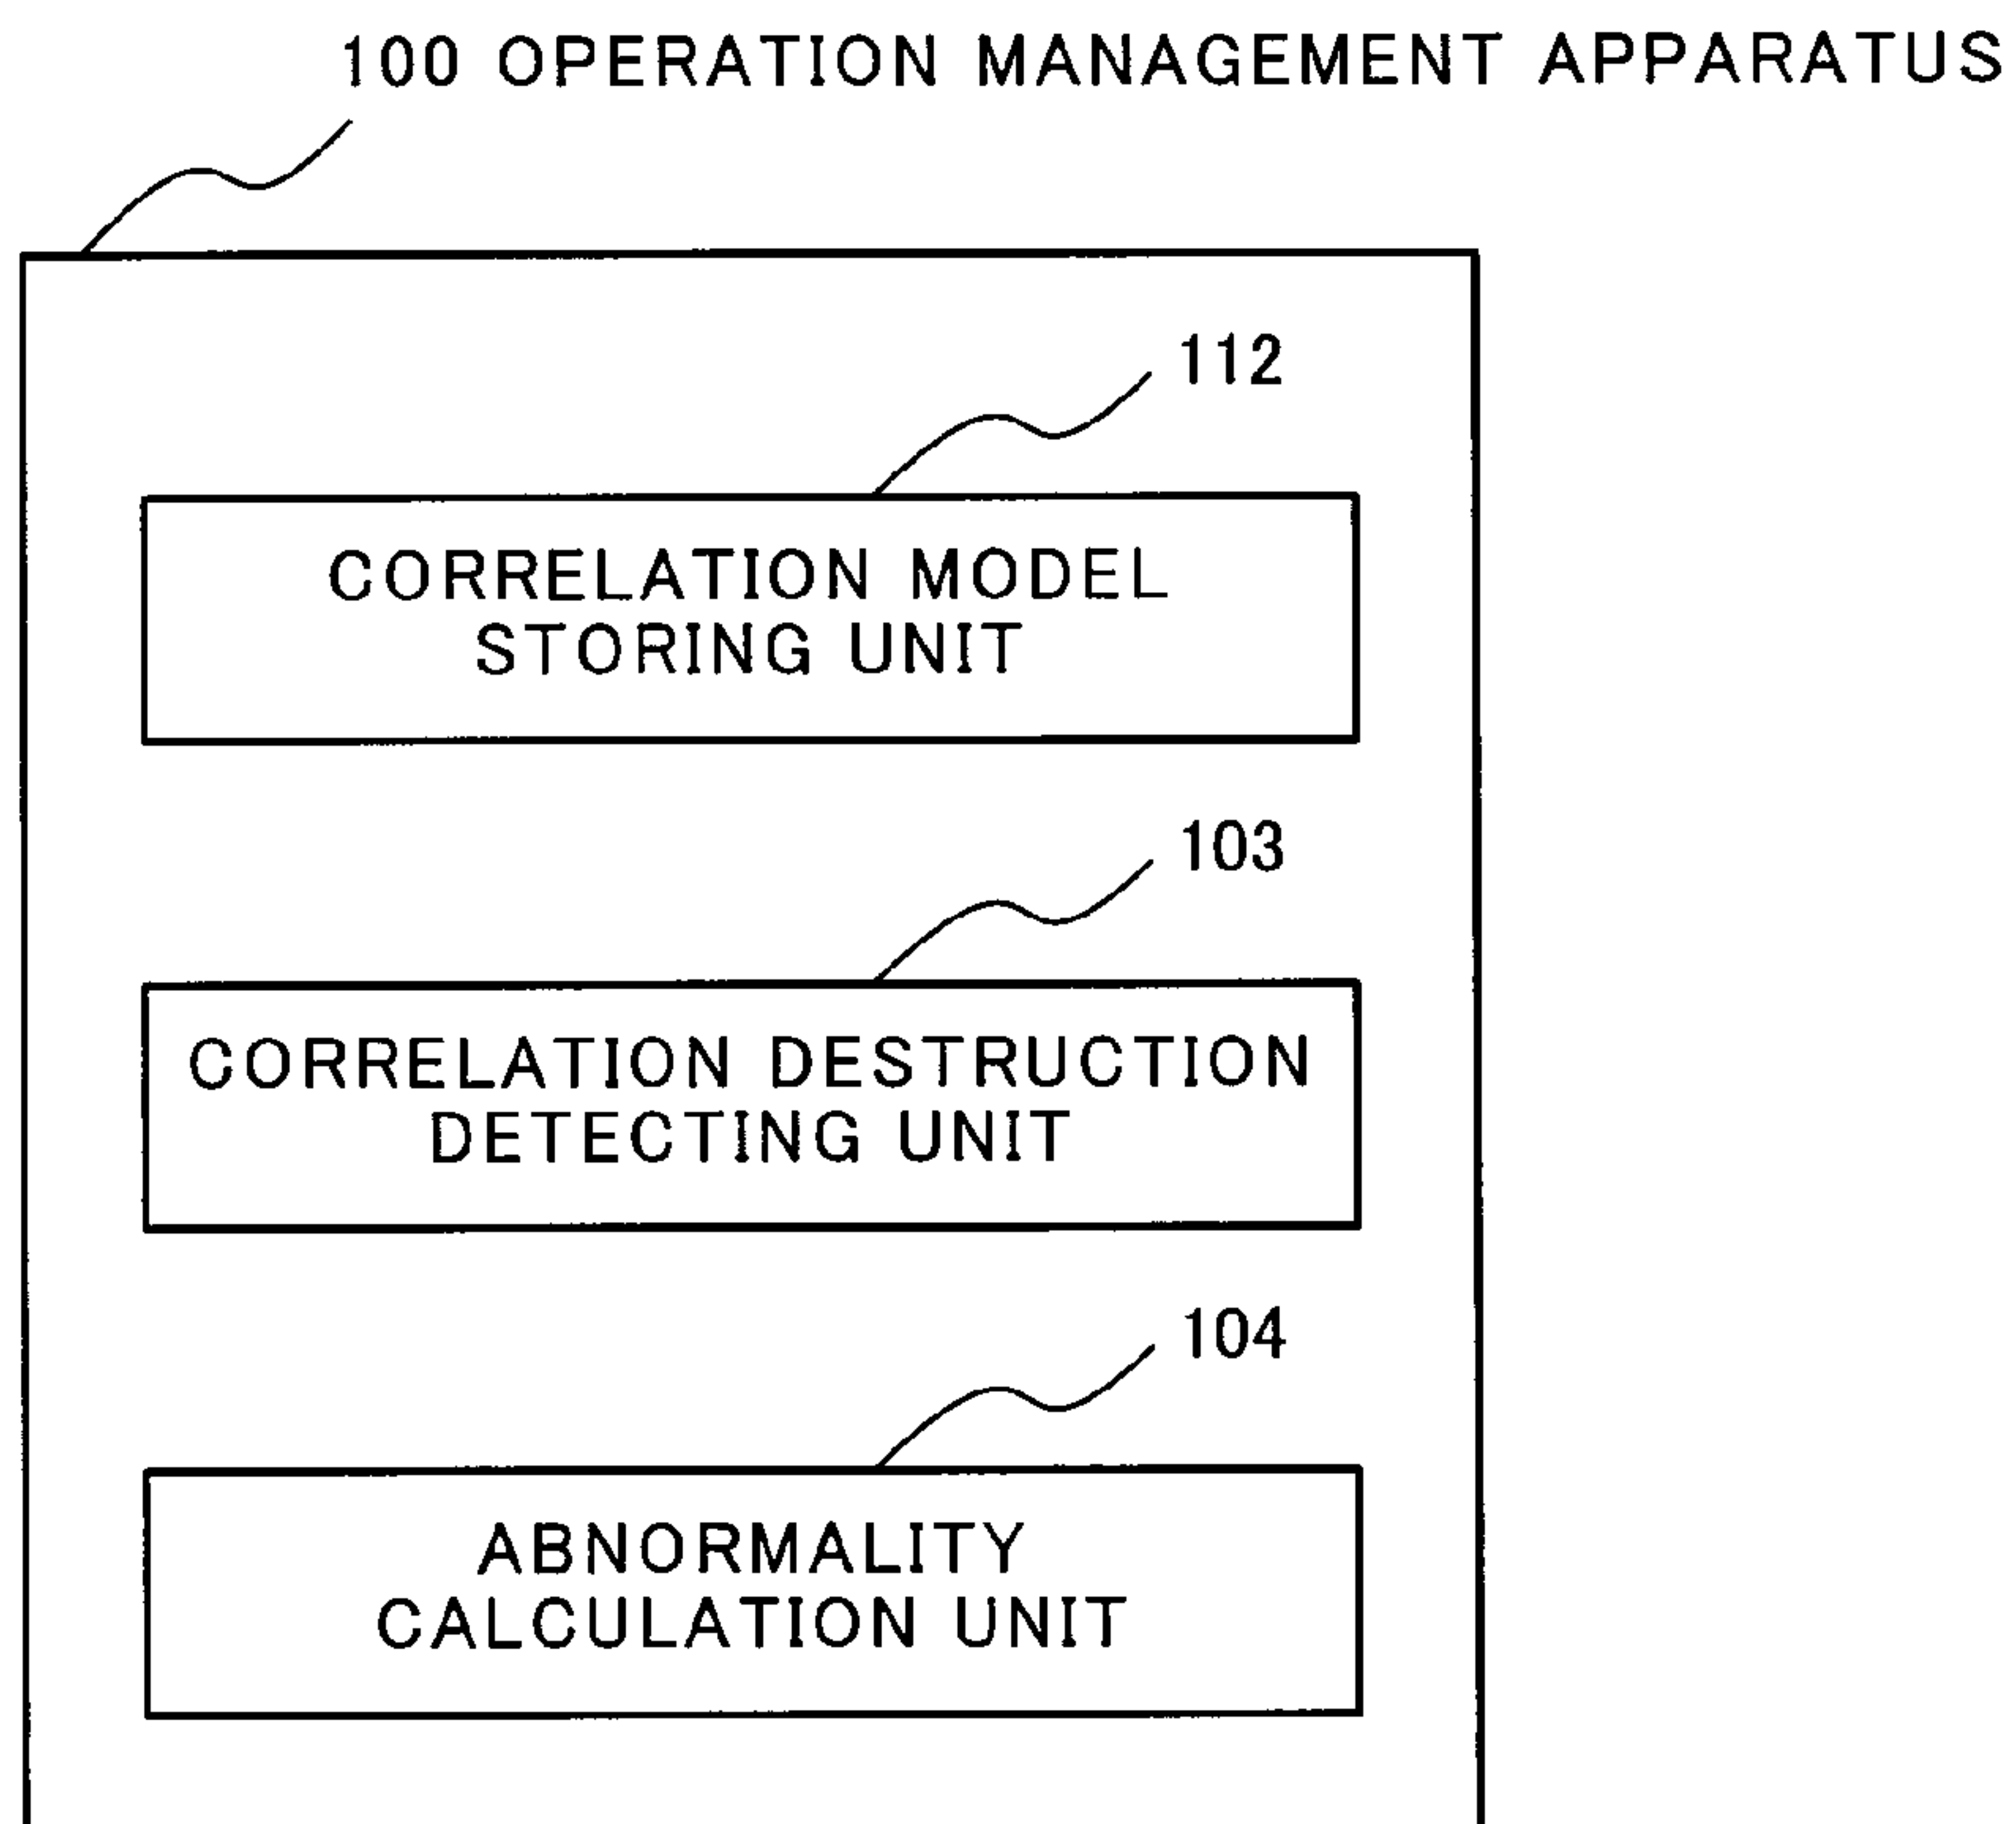 100 OPERATION MANAGEMENT APPARATUS
112
CORRELATION MODEL
STORING UNIT
103
CORRELATION DESTRUCTION
DETECTING UNIT
104
ABNORMALITY
CALCULATION UNIT